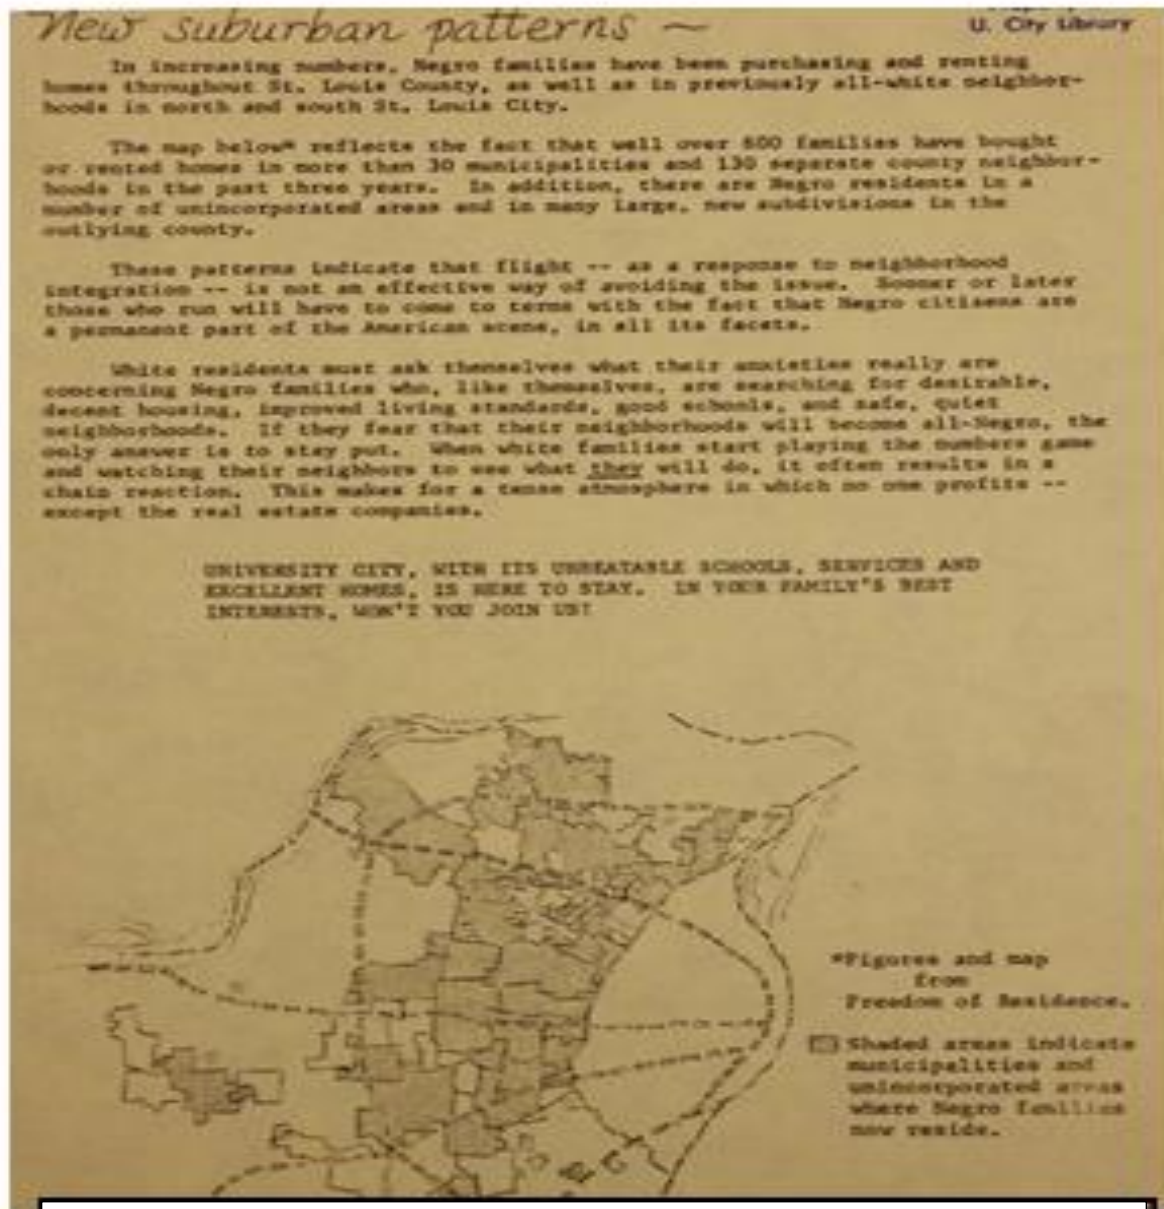 New suburban patterns ~
U. City Library
In increasing numbers, Negro families have been purchasing and renting
homes throughout St. Louis County, as well as in previously all-white neighbor-
hoods in north and south St. Louis City.
The map below* reflects the fact that well over 600 families have bought
or rented homes in more than 30 municipalities and 130 separate county neighbor-
hoods in the past three years. In addition, there are Negro residents in a
number of unincorporated areas and in many large, new subdivisions in the
outlying county.
These patterns indicate that flight -- as a response to neighborhood
integration -- is not an effective way of avoiding the issue. Sooner or later
those who run will have to come to terms with the fact that Negro citizens are
a permanent part of the American scene, in all its facets.
White residents must ask themselves what their anxieties really are
concerning Negro families who, like themselves, are searching for desirable,
decent housing, improved living standards, good schools, and safe, quiet
neighborhoods. If they fear that their neighborhoods will become all-Negro, the
only answer is to stay put. When white families start playing the numbers game
and watching their neighbors to see what they will do, it often results in a
chain reaction. This makes for a tense atmosphere in which no one profits --
except the real estate companies.
UNIVERSITY CITY, WITH ITS UNBEATABLE SCHOOLS, SERVICES AND
EXCELLENT HOMES, IS HERE TO STAY. IN YOUR FAMILY'S BEST
INTERESTS, WON'T YOU JOIN US?
*Figures and map
from
Freedom of Residence.
Shaded areas indicate
municipalities and
unincorporated areas
where Negro families
now reside.